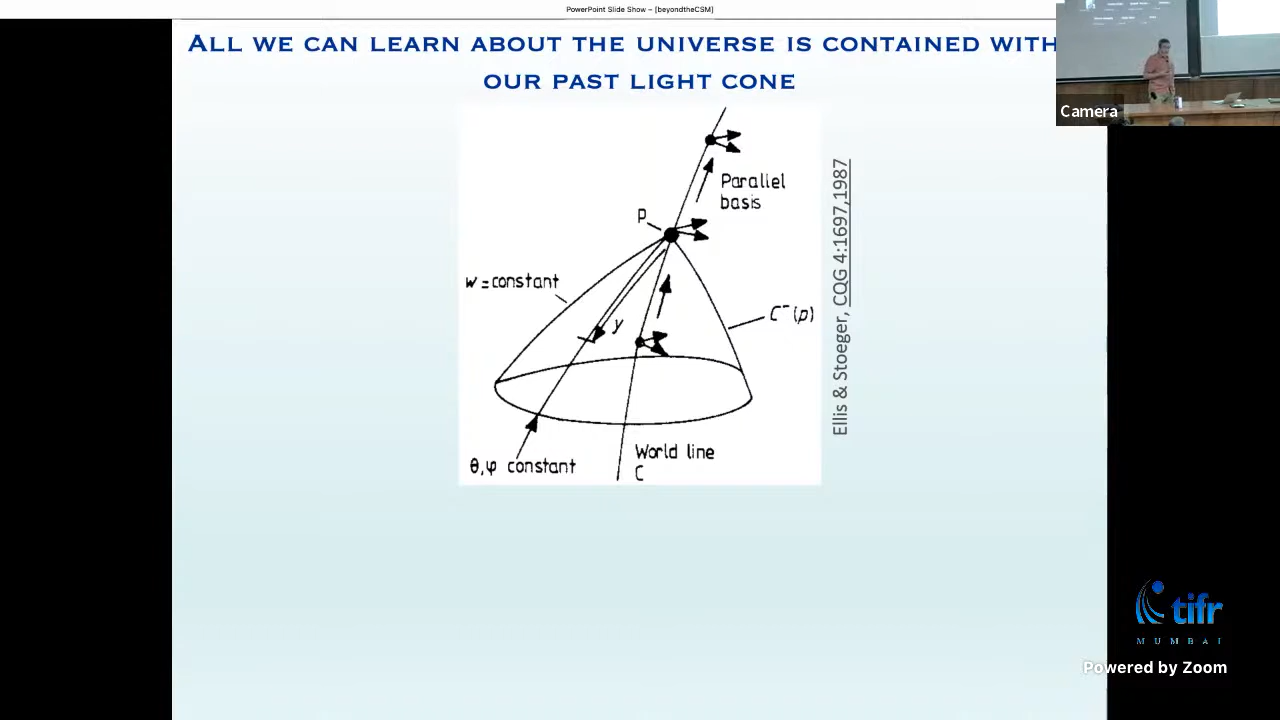 PowerPoint Slide Show – [beyondtheCSM]
ALL WE CAN LEARN ABOUT THE UNIVERSE IS CONTAINED WITH
OUR PAST LIGHT CONE
Parallel
basis
P
w = constant
C⁻(p)
y
θ,φ constant
World line
C
Ellis & Stoeger, CQG 4:1697,1987
Camera
tifr
MUMBAI
Powered by Zoom